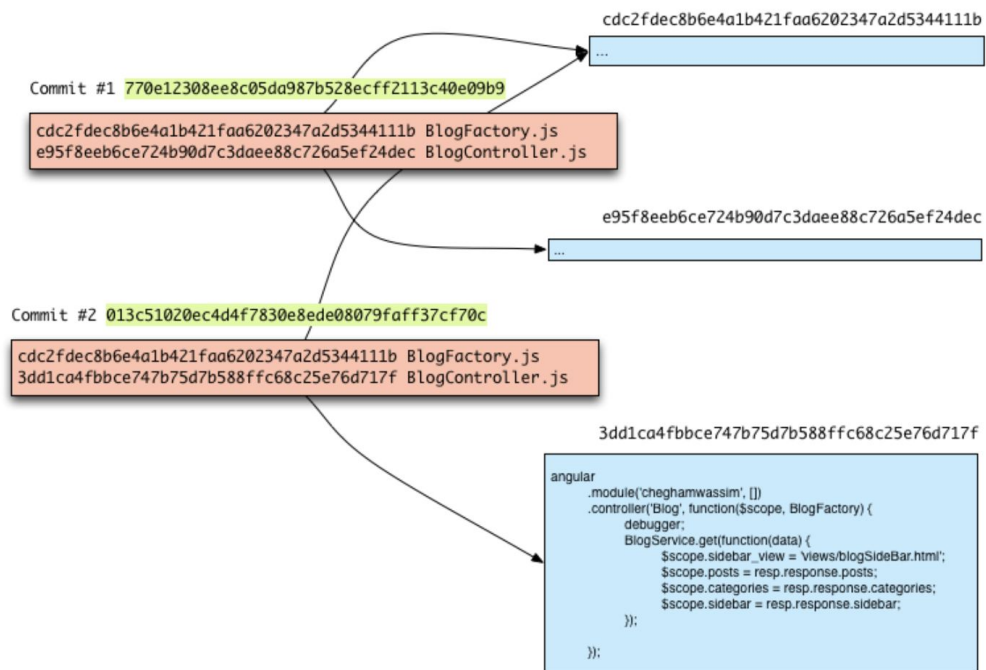 cdc2fdec8b6e4a1b421faa6202347a2d5344111b
...
Commit #1 770e12308ee8c05da987b528ecff2113c40e09b9
cdc2fdec8b6e4a1b421faa6202347a2d5344111b BlogFactory.js
e95f8eeb6ce724b90d7c3daee88c726a5ef24dec BlogController.js
e95f8eeb6ce724b90d7c3daee88c726a5ef24dec
...
Commit #2 013c51020ec4d4f7830e8ede08079faff37cf70c
cdc2fdec8b6e4a1b421faa6202347a2d5344111b BlogFactory.js
3dd1ca4fbbce747b75d7b588ffc68c25e76d717f BlogController.js
3dd1ca4fbbce747b75d7b588ffc68c25e76d717f
angular
.module('cheghamwassim', [])
.controller('Blog', function($scope, BlogFactory) {
debugger;
BlogService.get(function(data) {
$scope.sidebar_view = 'views/blogSideBar.html';
$scope.posts = resp.response.posts;
$scope.categories = resp.response.categories;
$scope.sidebar = resp.response.sidebar;
});
});